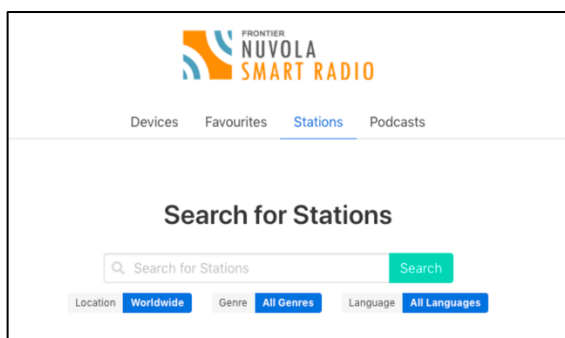 FRONTIER
NUVOLA
SMART RADIO
Devices Favourites Stations Podcasts
Search for Stations
Search for Stations Search
Location Worldwide Genre All Genres Language All Languages